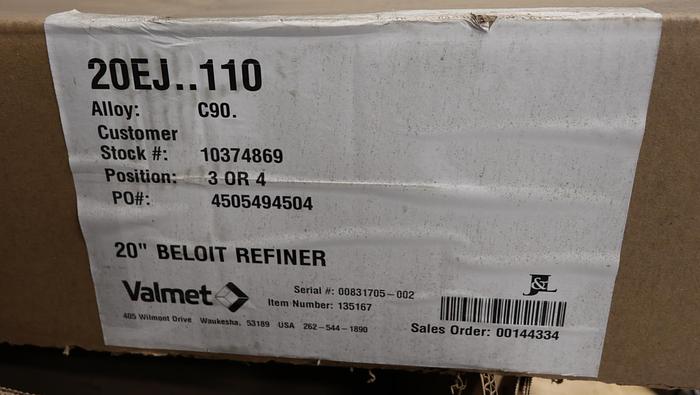 20EJ..110
Alloy: C90.
Customer
Stock #: 10374869
Position: 3 OR 4
PO#: 4505494504
20" BELOIT REFINER
Valmet
Serial #: 00831705-002
Item Number: 135167
J&L
405 Wilmont Drive Waukesha, 53189 USA 262-544-1890
Sales Order: 00144334